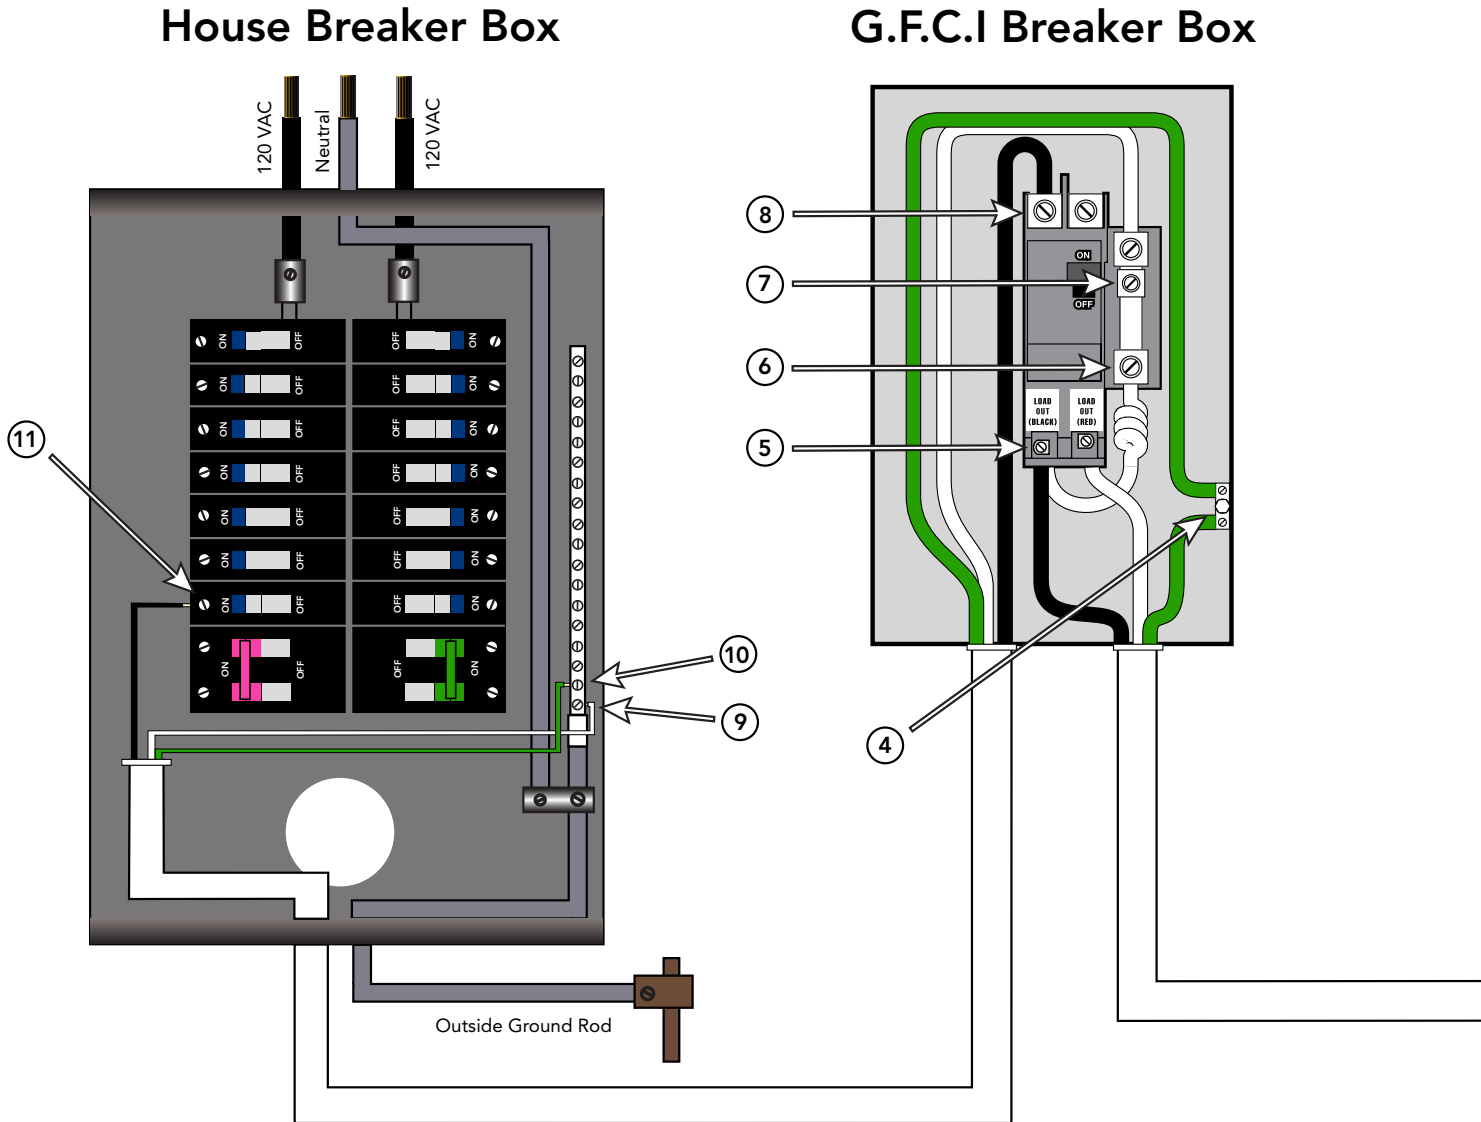 House Breaker Box
G.F.C.I Breaker Box
120 VAC
Neutral
120 VAC
ON
OFF
OFF
ON
ON
OFF
OFF
ON
ON
OFF
OFF
ON
ON
OFF
OFF
ON
ON
OFF
OFF
ON
ON
OFF
OFF
ON
ON
OFF
OFF
ON
ON
OFF
OFF
ON
11
10
9
Outside Ground Rod
8
7
6
5
4
ON
OFF
LOAD
OUT
(BLACK)
LOAD
OUT
(RED)